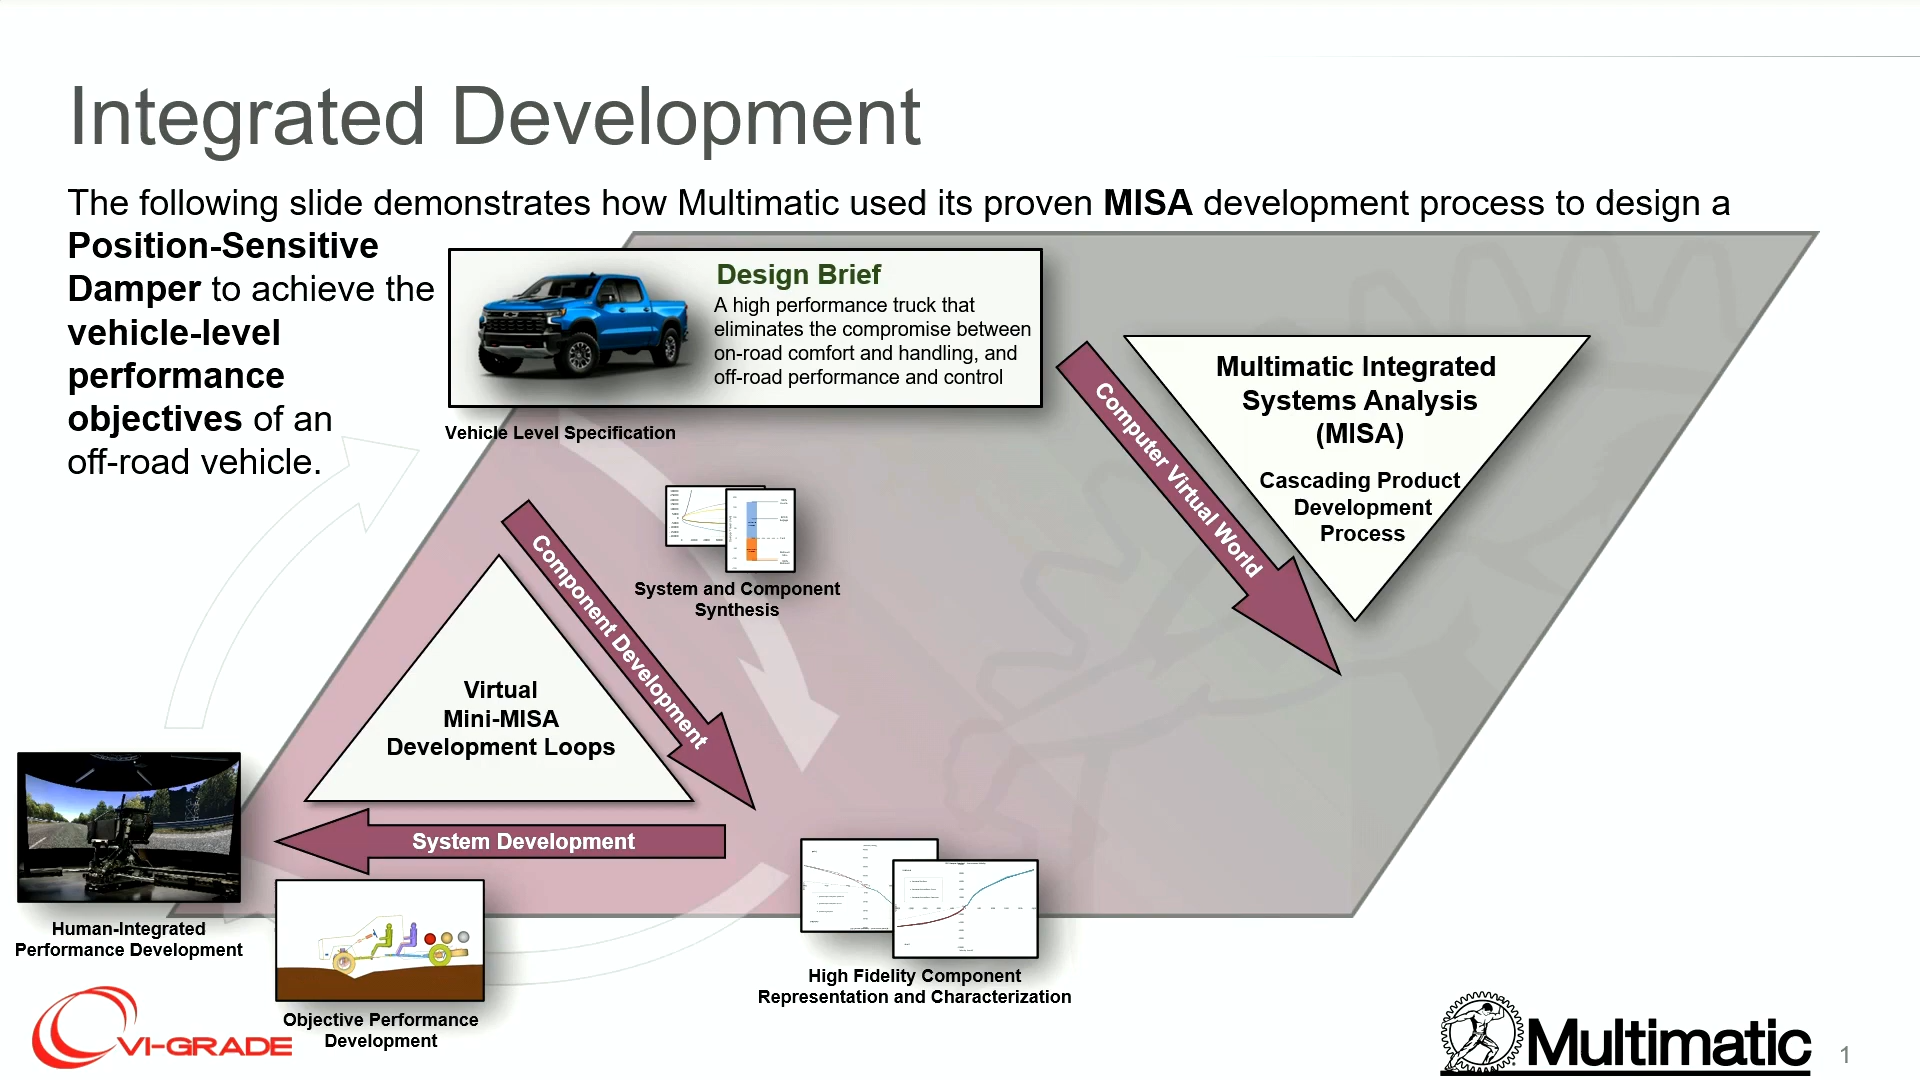 Integrated Development
The following slide demonstrates how Multimatic used its proven MISA development process to design a
Position-Sensitive
Damper to achieve the
vehicle-level
performance
objectives of an
off-road vehicle.
Design Brief
A high performance truck that
eliminates the compromise between
on-road comfort and handling, and
off-road performance and control
Vehicle Level Specification
Computer Virtual World
Multimatic Integrated
Systems Analysis
(MISA)
Cascading Product
Development
Process
System and Component
Synthesis
Component Development
Virtual
Mini-MISA
Development Loops
System Development
Human-Integrated
Performance Development
Objective Performance
Development
High Fidelity Component
Representation and Characterization
VI-GRADE
Multimatic
1